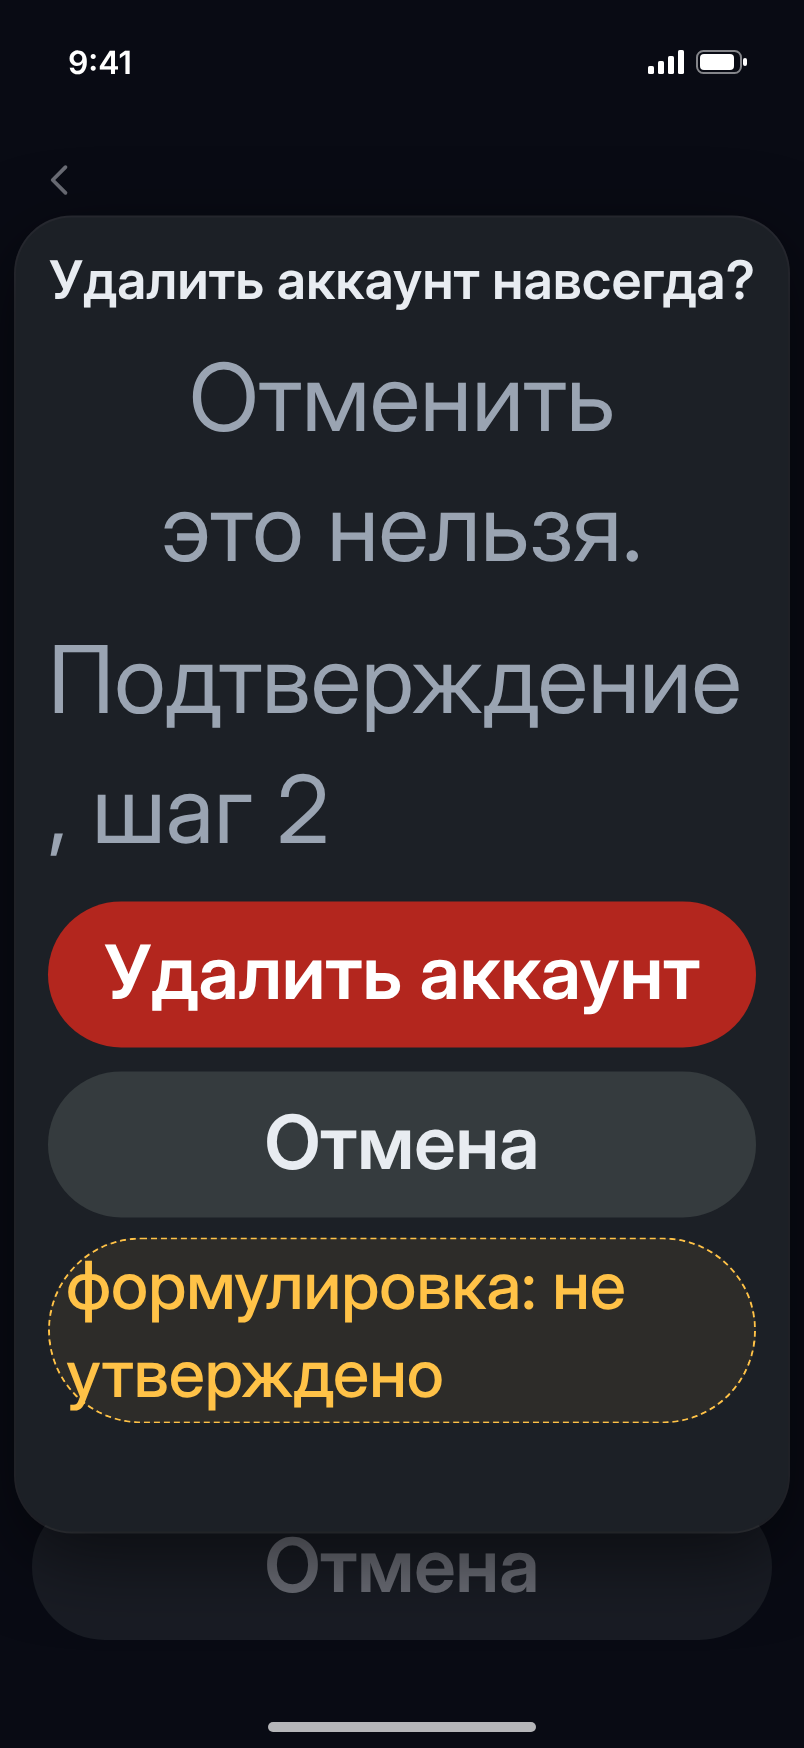 9:41
Удалить аккаунт навсегда?
Отменить
это нельзя.
Подтверждение
, шаг 2
Удалить аккаунт
Отмена
формулировка: не
утверждено
Отмена